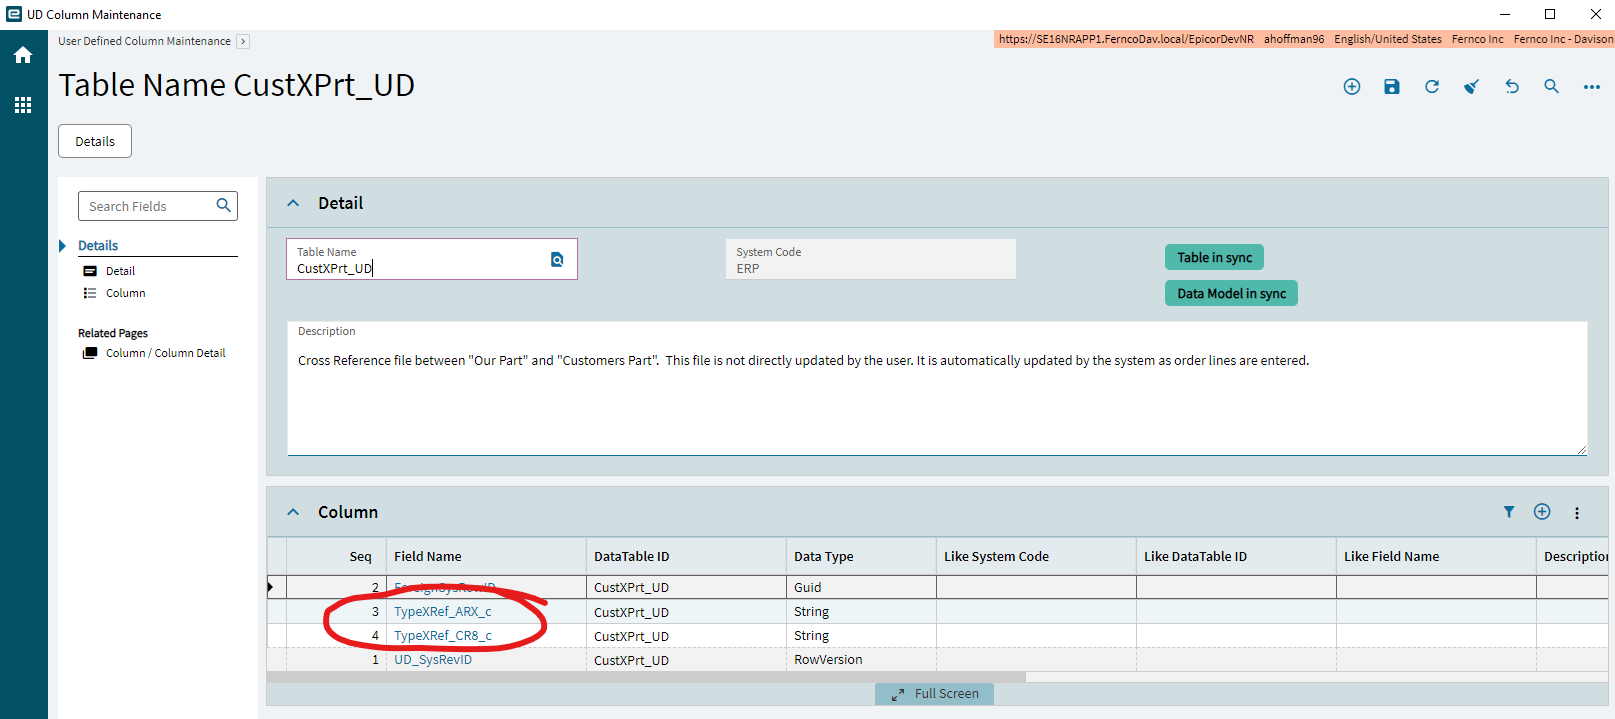 UD Column Maintenance
User Defined Column Maintenance >
https://SE16NRAPP1.FerncoDav.local/EpicorDevNR ahoffman96 English/United States Fernco Inc Fernco Inc - Davison
Table Name CustXPrt_UD
Details
Search Fields
Details
Detail
Column
Related Pages
Column / Column Detail
Detail
Table Name
CustXPrt_UD
System Code
ERP
Table in sync
Data Model in sync
Description
Cross Reference file between "Our Part" and "Customers Part".  This file is not directly updated by the user. It is automatically updated by the system as order lines are entered.
Column
Seq Field Name DataTable ID Data Type Like System Code Like DataTable ID Like Field Name Description
2 ForeignSysRowID CustXPrt_UD Guid
3 TypeXRef_ARX_c CustXPrt_UD String
4 TypeXRef_CR8_c CustXPrt_UD String
1 UD_SysRevID CustXPrt_UD RowVersion
Full Screen